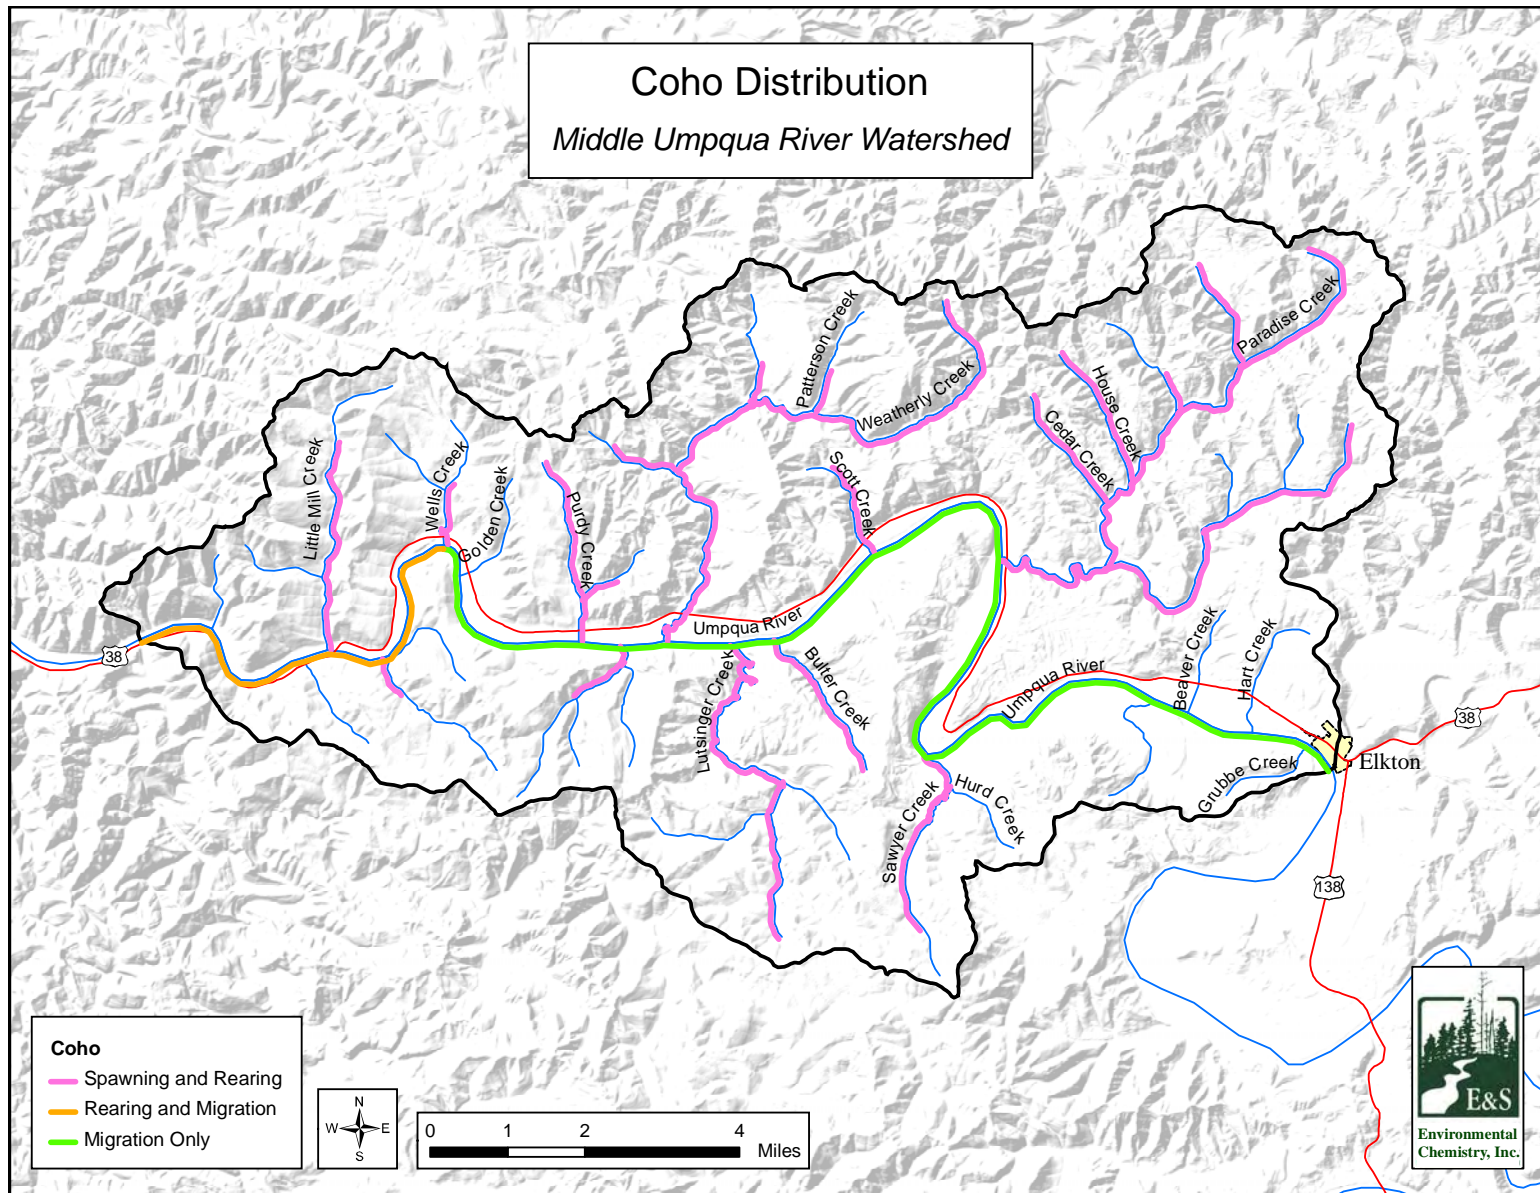 Coho Distribution
Middle Umpqua River Watershed
Paradise Creek
Patterson Creek
Weatherly Creek
House Creek
Cedar Creek
Scott Creek
Little Mill Creek
Wells Creek
Golden Creek
Purdy Creek
Umpqua River
38
Lutsinger Creek
Bulter Creek
Umpqua River
Beaver Creek
Hart Creek
38
Elkton
Grubbe Creek
Hurd Creek
Sawyer Creek
138
Coho
Spawning and Rearing
Rearing and Migration
Migration Only
N
W E
S
0 1 2 4
Miles
E&S
Environmental
Chemistry, Inc.